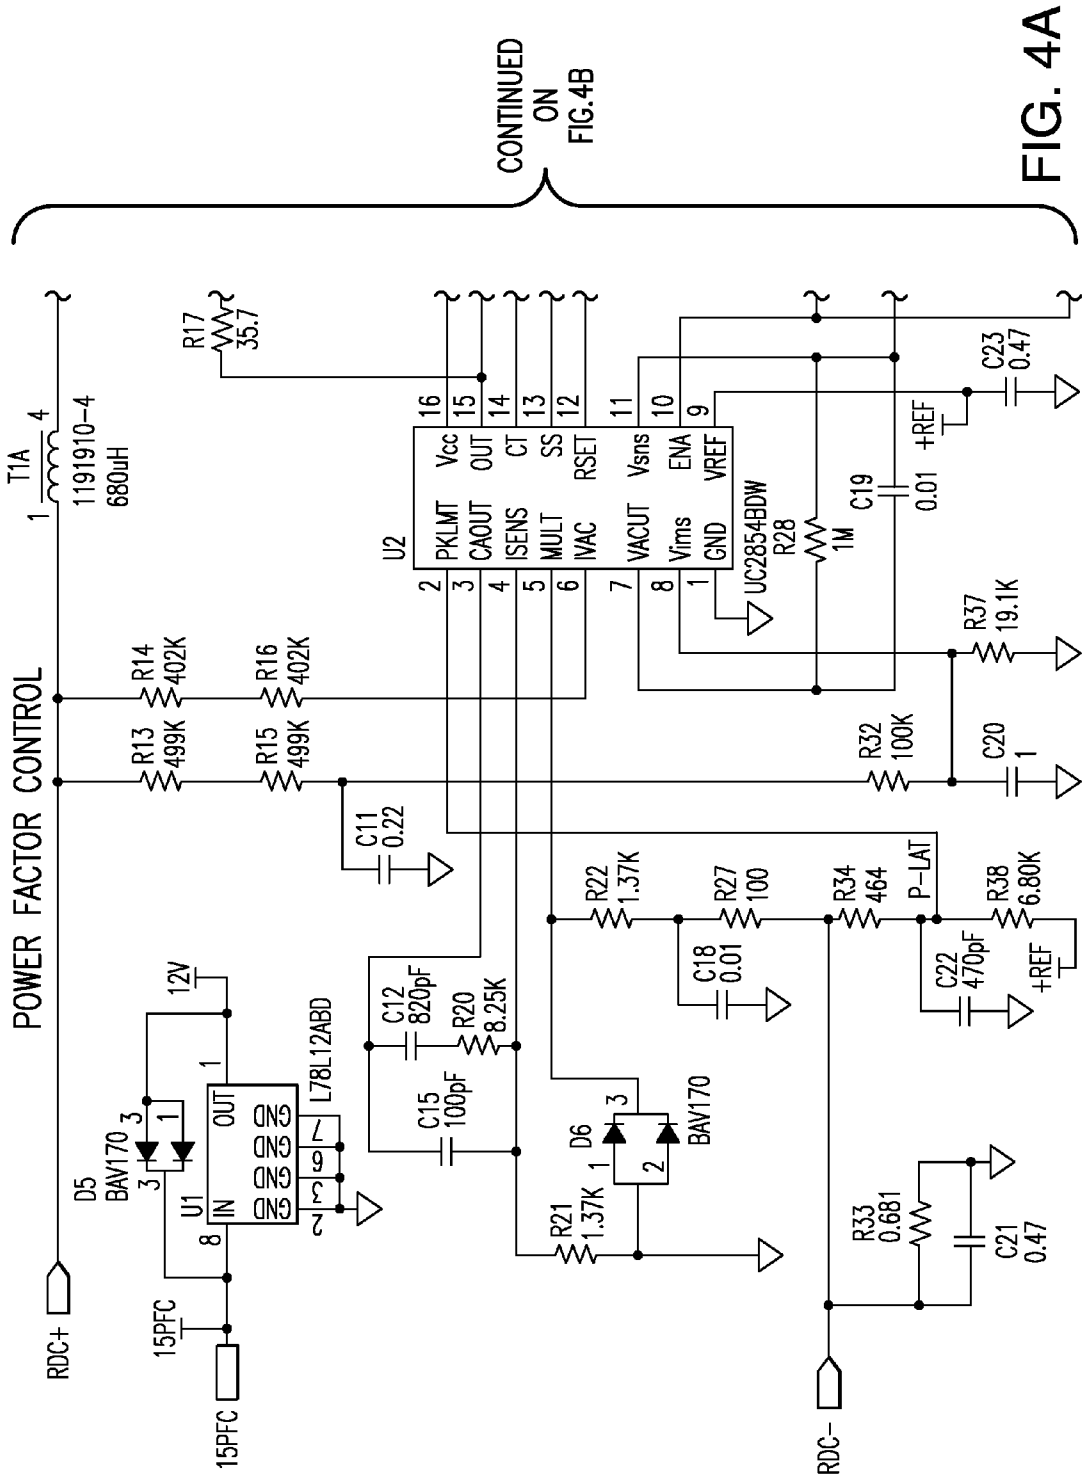 POWER FACTOR CONTROL
RDC+
T1A
1
4
1191910-4
680uH
15PFC
15PFC
D5
BAV170
3
3
1
12V
U1
8
IN
OUT
1
GND
GND
GND
GND
2
3
6
7
L78L12ABD
R13
499K
R14
402K
R15
499K
R16
402K
R17
35.7
C11
0.22
C12
820pF
C15
100pF
R20
8.25K
U2
2
PKLMT
Vcc
16
3
CAOUT
OUT
15
4
ISENS
CT
14
5
MULT
SS
13
6
IVAC
RSET
12
7
VACUT
Vsns
11
8
Vims
ENA
10
1
GND
VREF
9
UC2854BDW
R21
1.37K
D6
1
2
3
BAV170
R22
1.37K
C18
0.01
R27
100
R28
1M
C19
0.01
RDC-
R33
0.681
C21
0.47
R34
464
P-LAT
C22
470pF
R38
6.80K
+REF
R32
100K
C20
1
R37
19.1K
+REF
C23
0.47
CONTINUED
ON
FIG.4B
FIG. 4A